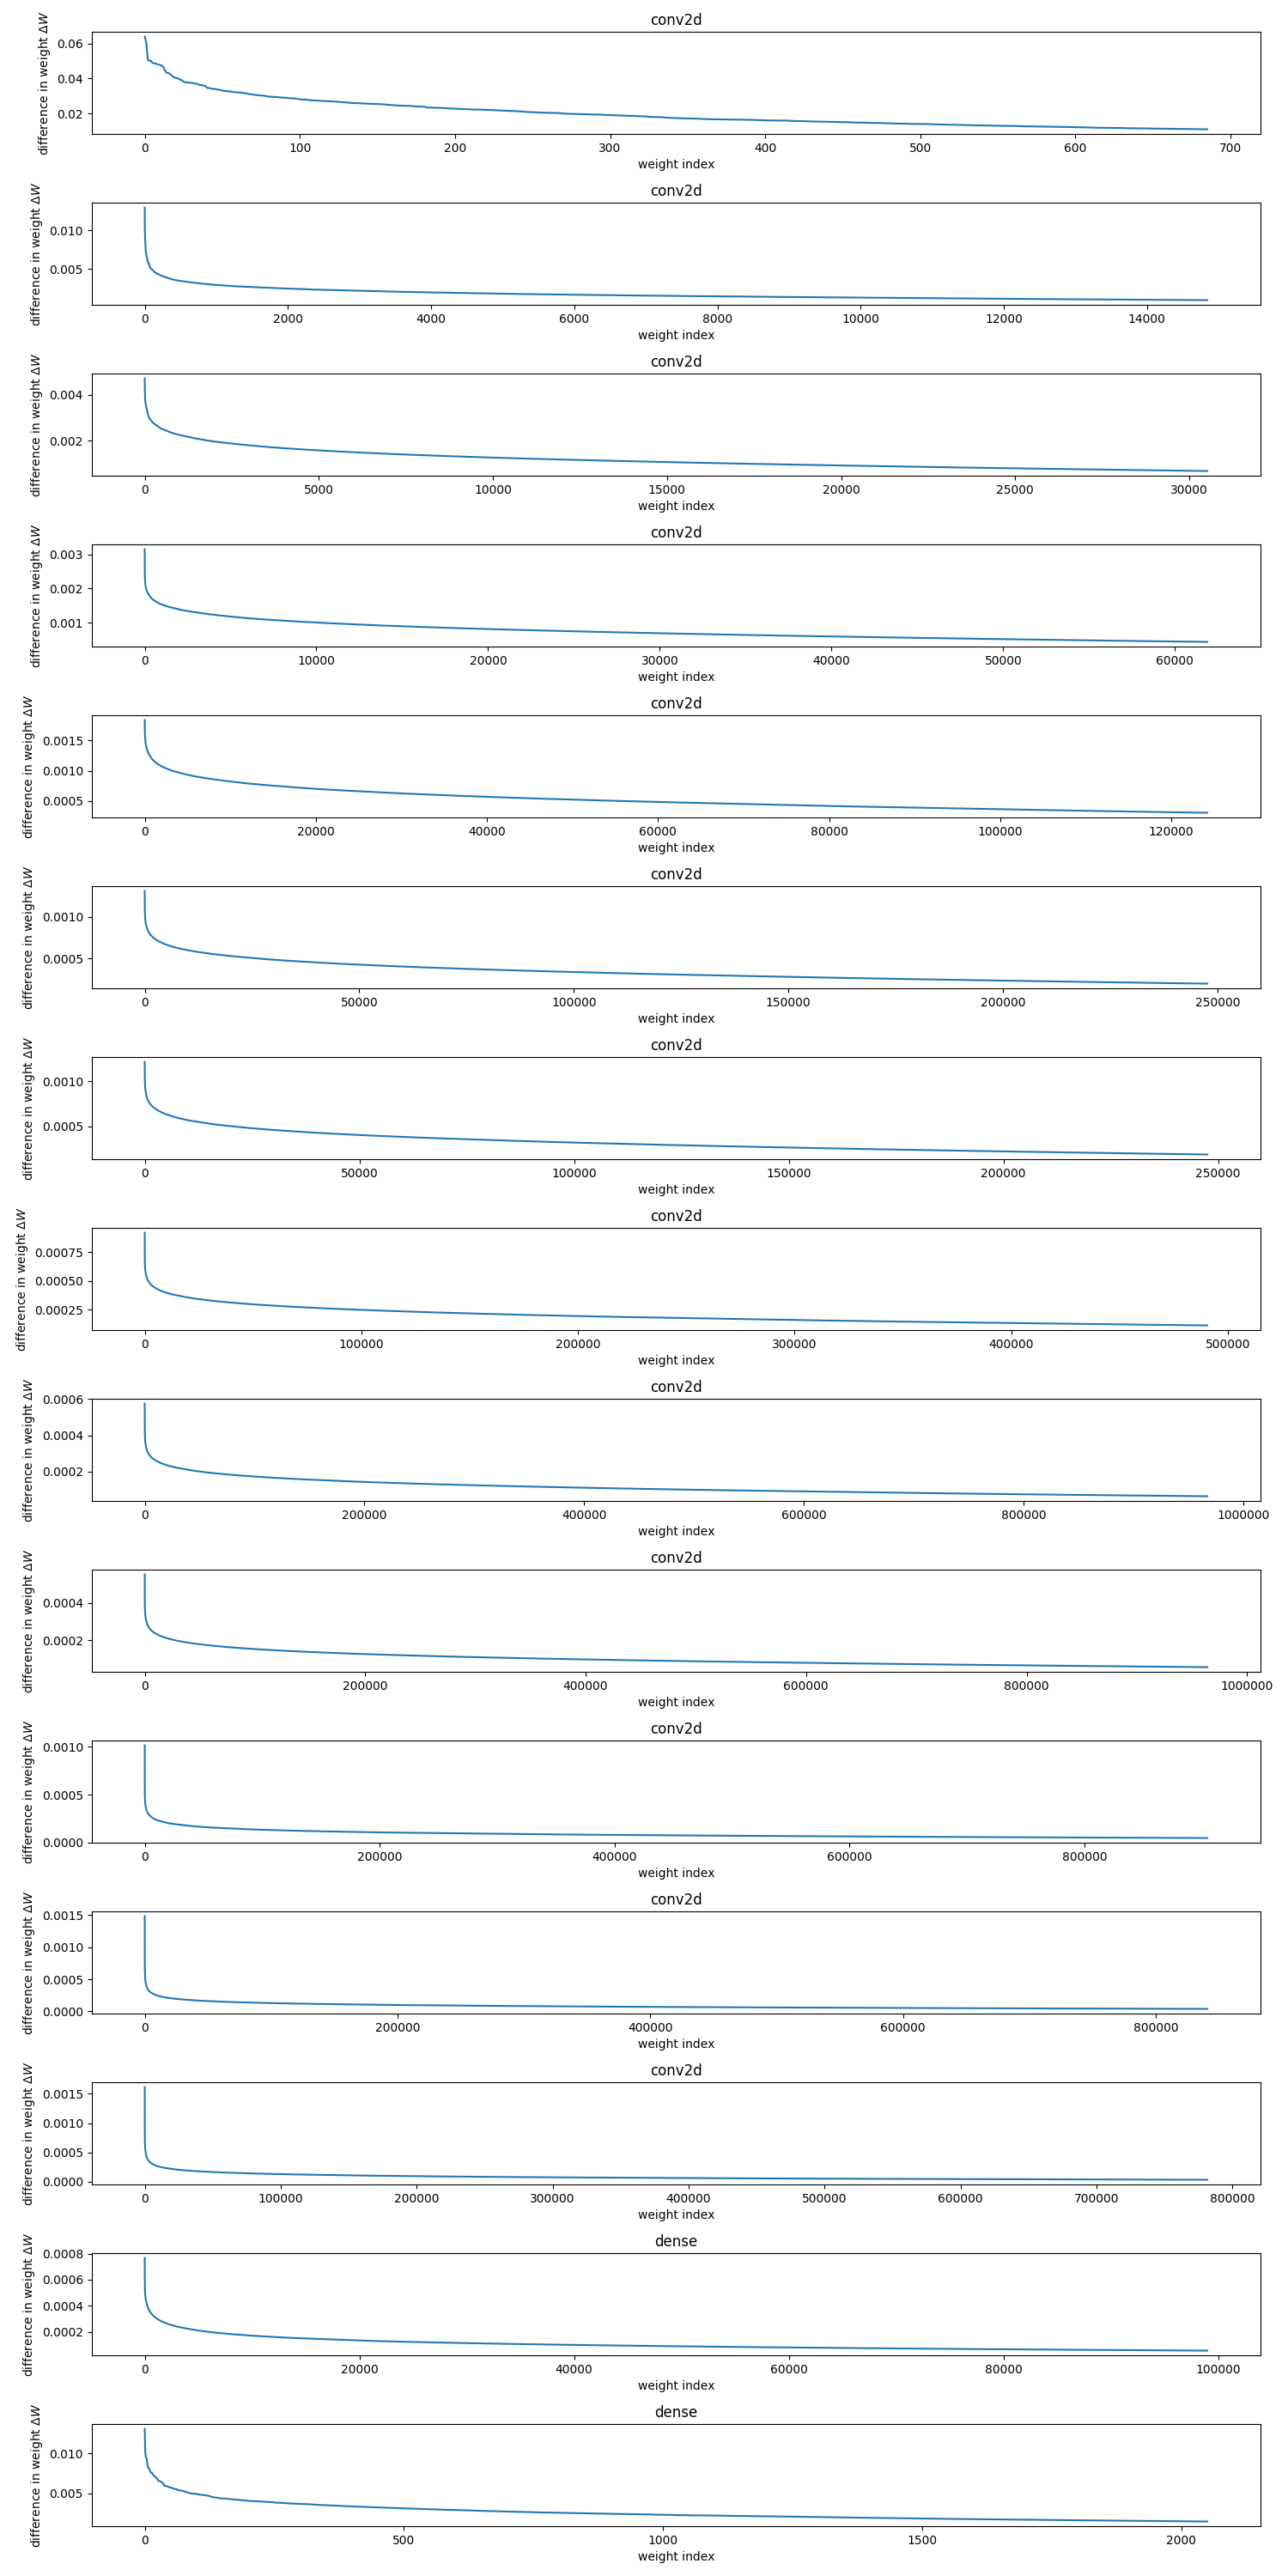 conv2d
difference in weight ΔW
0.06
0.04
0.02
0 100 200 300 400 500 600 700
weight index
conv2d
difference in weight ΔW
0.010
0.005
0 2000 4000 6000 8000 10000 12000 14000
weight index
conv2d
difference in weight ΔW
0.004
0.002
0 5000 10000 15000 20000 25000 30000
weight index
conv2d
difference in weight ΔW
0.003
0.002
0.001
0 10000 20000 30000 40000 50000 60000
weight index
conv2d
difference in weight ΔW
0.0015
0.0010
0.0005
0 20000 40000 60000 80000 100000 120000
weight index
conv2d
difference in weight ΔW
0.0010
0.0005
0 50000 100000 150000 200000 250000
weight index
conv2d
difference in weight ΔW
0.0010
0.0005
0 50000 100000 150000 200000 250000
weight index
conv2d
difference in weight ΔW
0.00075
0.00050
0.00025
0 100000 200000 300000 400000 500000
weight index
conv2d
difference in weight ΔW
0.0006
0.0004
0.0002
0 200000 400000 600000 800000 1000000
weight index
conv2d
difference in weight ΔW
0.0004
0.0002
0 200000 400000 600000 800000 1000000
weight index
conv2d
difference in weight ΔW
0.0010
0.0005
0.0000
0 200000 400000 600000 800000
weight index
conv2d
difference in weight ΔW
0.0015
0.0010
0.0005
0.0000
0 200000 400000 600000 800000
weight index
conv2d
difference in weight ΔW
0.0015
0.0010
0.0005
0.0000
0 100000 200000 300000 400000 500000 600000 700000 800000
weight index
dense
difference in weight ΔW
0.0008
0.0006
0.0004
0.0002
0 20000 40000 60000 80000 100000
weight index
dense
difference in weight ΔW
0.010
0.005
0 500 1000 1500 2000
weight index